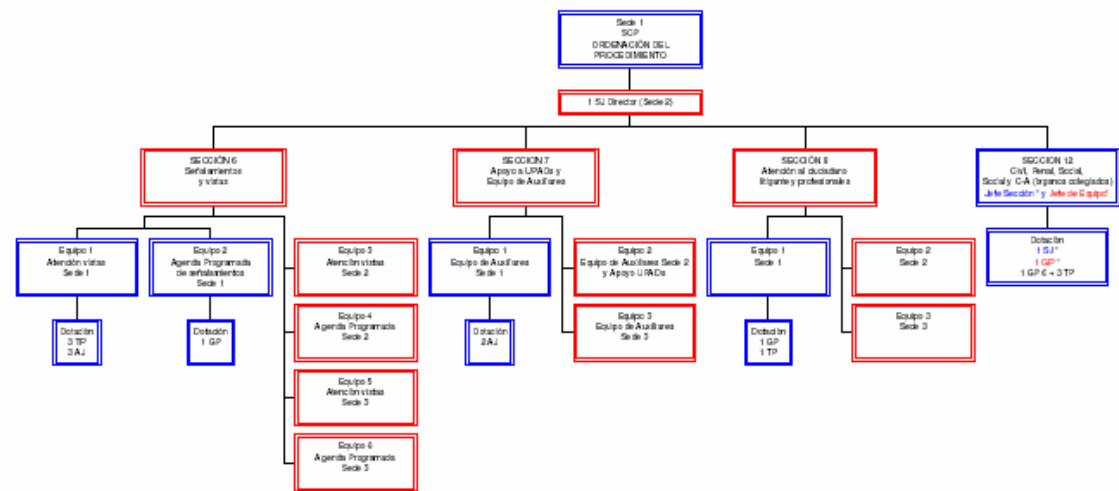 Sede 1
SCP
ORDENACIÓN DEL
PROCEDIMIENTO
1 SJ Director (Sede 2)
SECCIÓN 6
Señalamientos
y vistas
SECCION 7
Apoyo a UPADs y
Equipo de Auxiliares
SECCIÓN 8
Atención al ciudadano
litigante y profesionales
SECCION 12
Civil, Penal, Social,
Social y C-A (órganos colegiados)
Jefe Sección * y Jefe de Equipo*
Equipo 1
Atención vistas
Sede 1
Equipo 2
Agenda Programada
de señalamientos
Sede 1
Equipo 3
Atención vistas
Sede 2
Equipo 1
Equipo de Auxiliares
Sede 1
Equipo 2
Equipo de Auxiliares Sede 2
y Apoyo UPADs
Equipo 1
Sede 1
Equipo 2
Sede 2
Dotación
1 SJ *
1 GP *
1 GP 6 + 3 TP
Dotación
3 TP
3 AJ
Dotación
1 GP
Equipo 4
Agenda Programada
Sede 2
Dotación
2 AJ
Equipo 3
Equipo de Auxiliares
Sede 3
Dotación
1 GP
1 TP
Equipo 3
Sede 3
Equipo 5
Atención vistas
Sede 3
Equipo 6
Agenda Programada
Sede 3